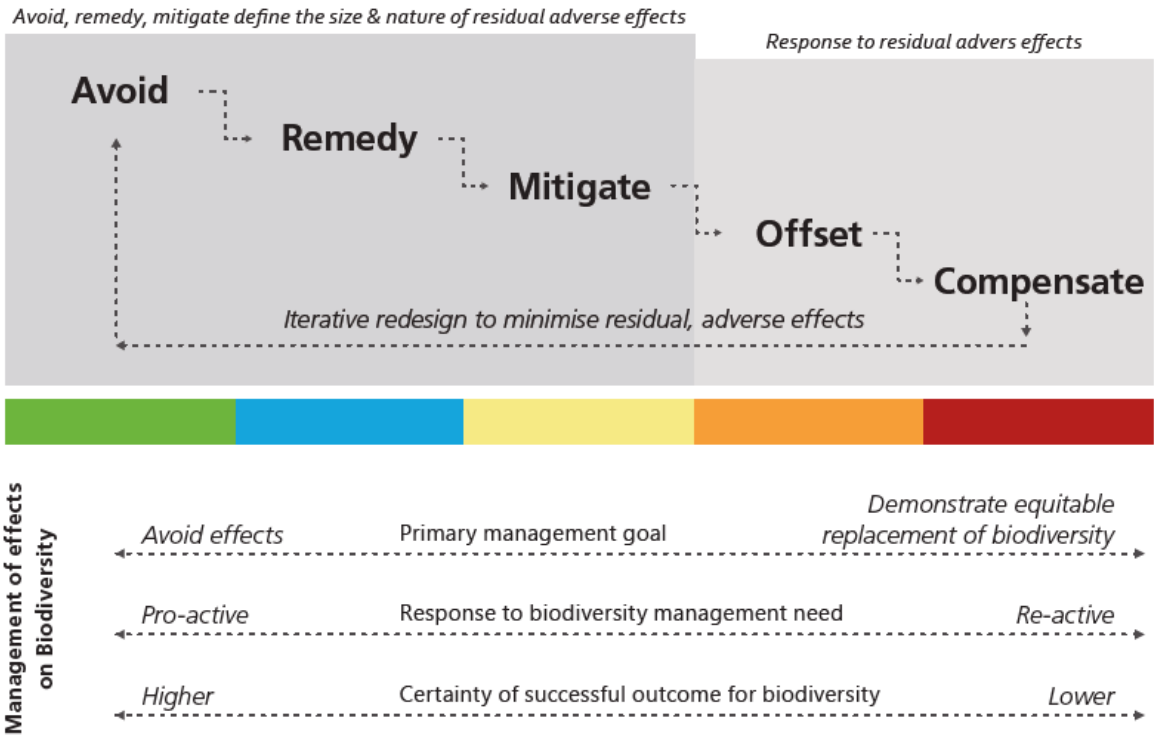 Avoid, remedy, mitigate define the size & nature of residual adverse effects
Response to residual advers effects
Avoid
Remedy
Mitigate
Offset
Compensate
Iterative redesign to minimise residual, adverse effects
Management of effects
on Biodiversity
Avoid effects
Primary management goal
Demonstrate equitable
replacement of biodiversity
Pro-active
Response to biodiversity management need
Re-active
Higher
Certainty of successful outcome for biodiversity
Lower